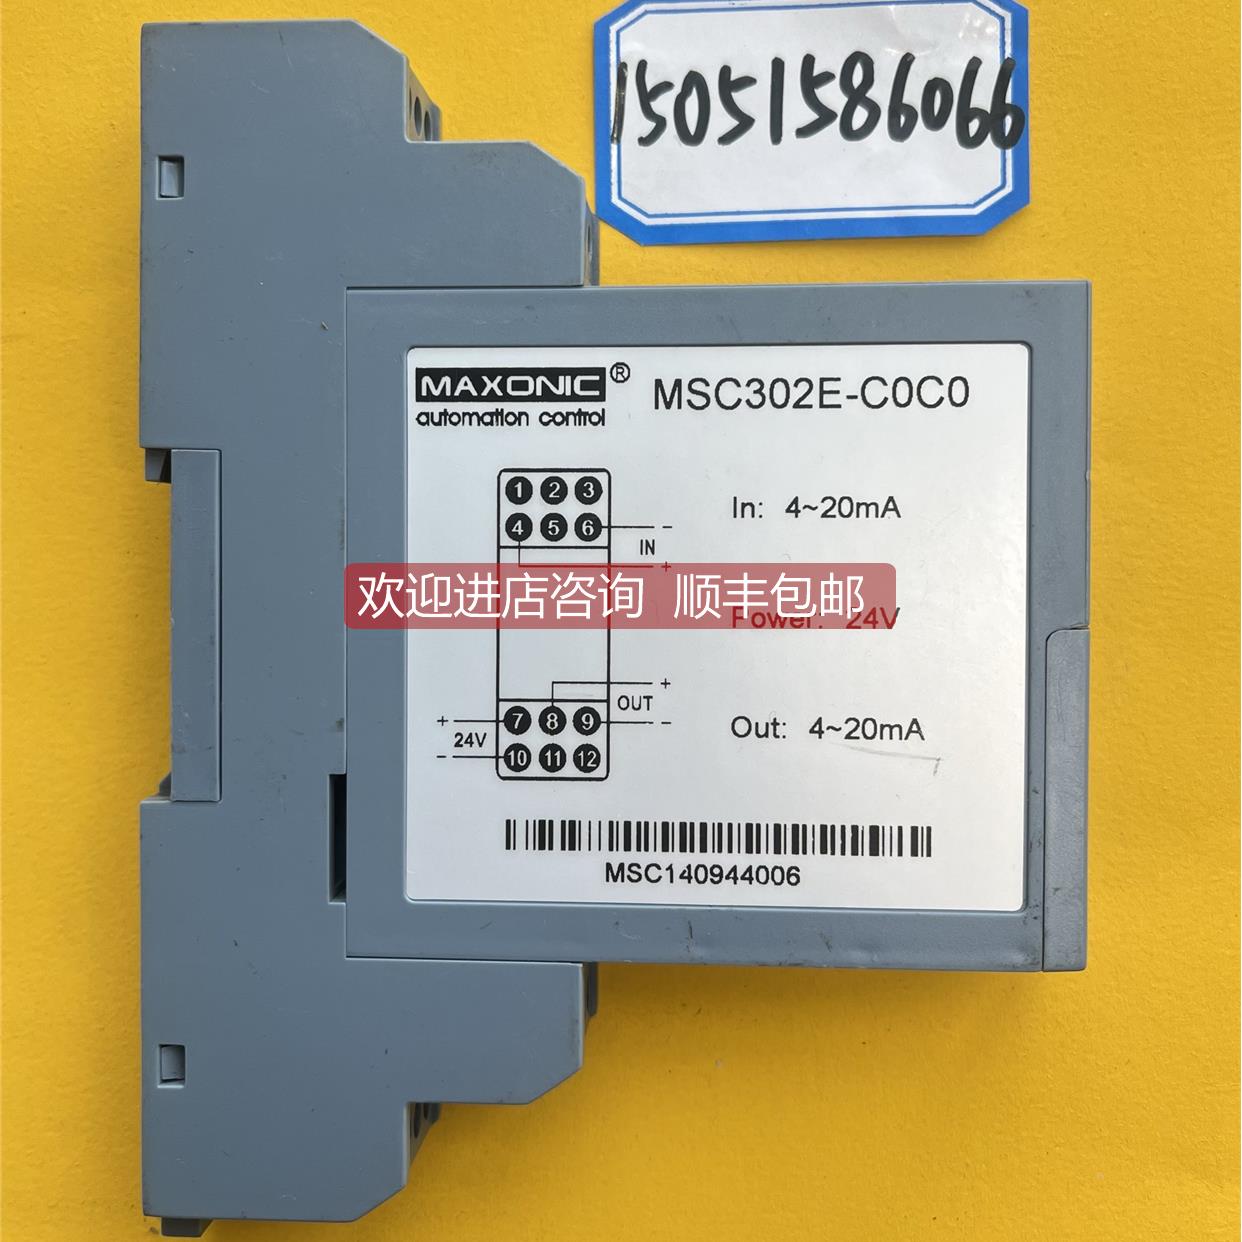 15051586066
MAXONIC®
automation control
MSC302E-C0C0
1 2 3
4 5 6
-
IN
+
In: 4~20mA
欢迎进店咨询 顺丰包邮
Power: 24V
+
OUT
-
+
24V
-
7 8 9
10 11 12
Out: 4~20mA
MSC140944006